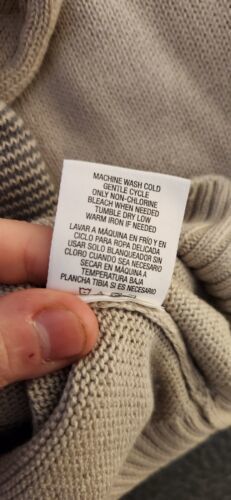 MACHINE WASH COLD
GENTLE CYCLE
ONLY NON-CHLORINE
BLEACH WHEN NEEDED
TUMBLE DRY LOW
WARM IRON IF NEEDED
LAVAR A MÁQUINA EN FRÍO Y EN
CICLO PARA ROPA DELICADA
USAR SOLO BLANQUEADOR SIN
CLORO CUANDO SEA NECESARIO
SECAR EN MÁQUINA A
TEMPERATURA BAJA
PLANCHA TIBIA SI ES NECESARIO